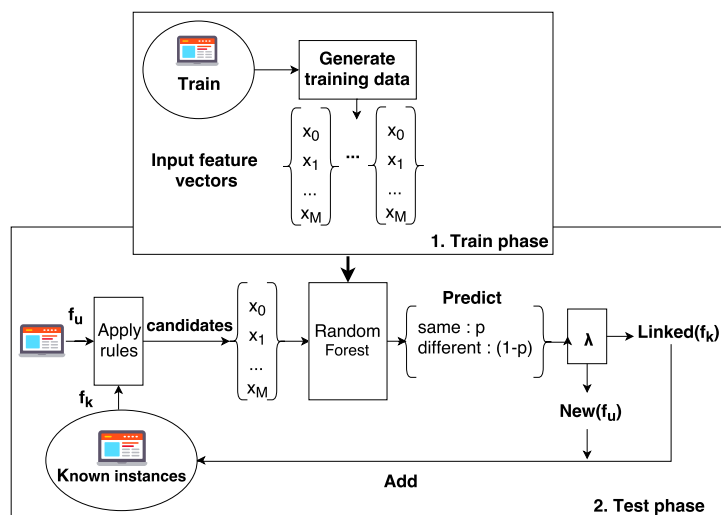 Train
Generate
training data
Input feature
vectors
x0
x1
...
xM
...
x0
x1
...
xM
1. Train phase
fu
Apply
rules
candidates
x0
x1
...
xM
Random
Forest
Predict
same : p
different : (1-p)
λ
Linked(fk)
New(fu)
fk
Known instances
Add
2. Test phase